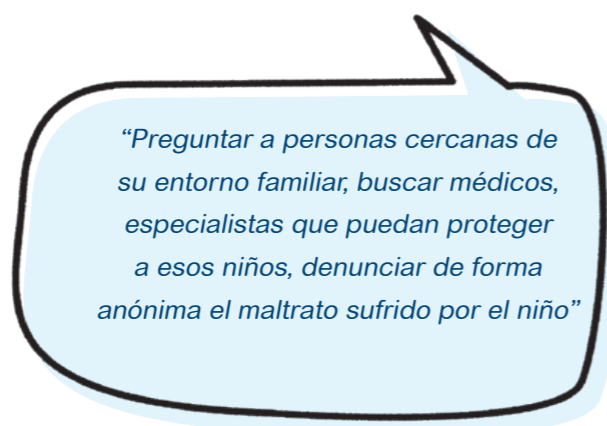 “Preguntar a personas cercanas de
su entorno familiar, buscar médicos,
especialistas que puedan proteger
a esos niños, denunciar de forma
anónima el maltrato sufrido por el niño”